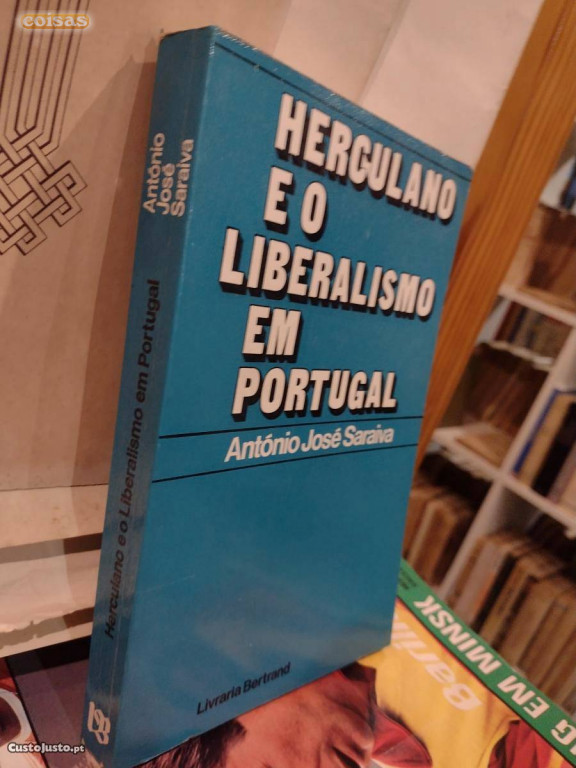 coisas
HERCULANO
E O
LIBERALISMO
EM
PORTUGAL
António José Saraiva
Livraria Bertrand
António
José
Saraiva
Herculano e o Liberalismo em Portugal
Baril
G EM MINSK
CustoJusto.pt